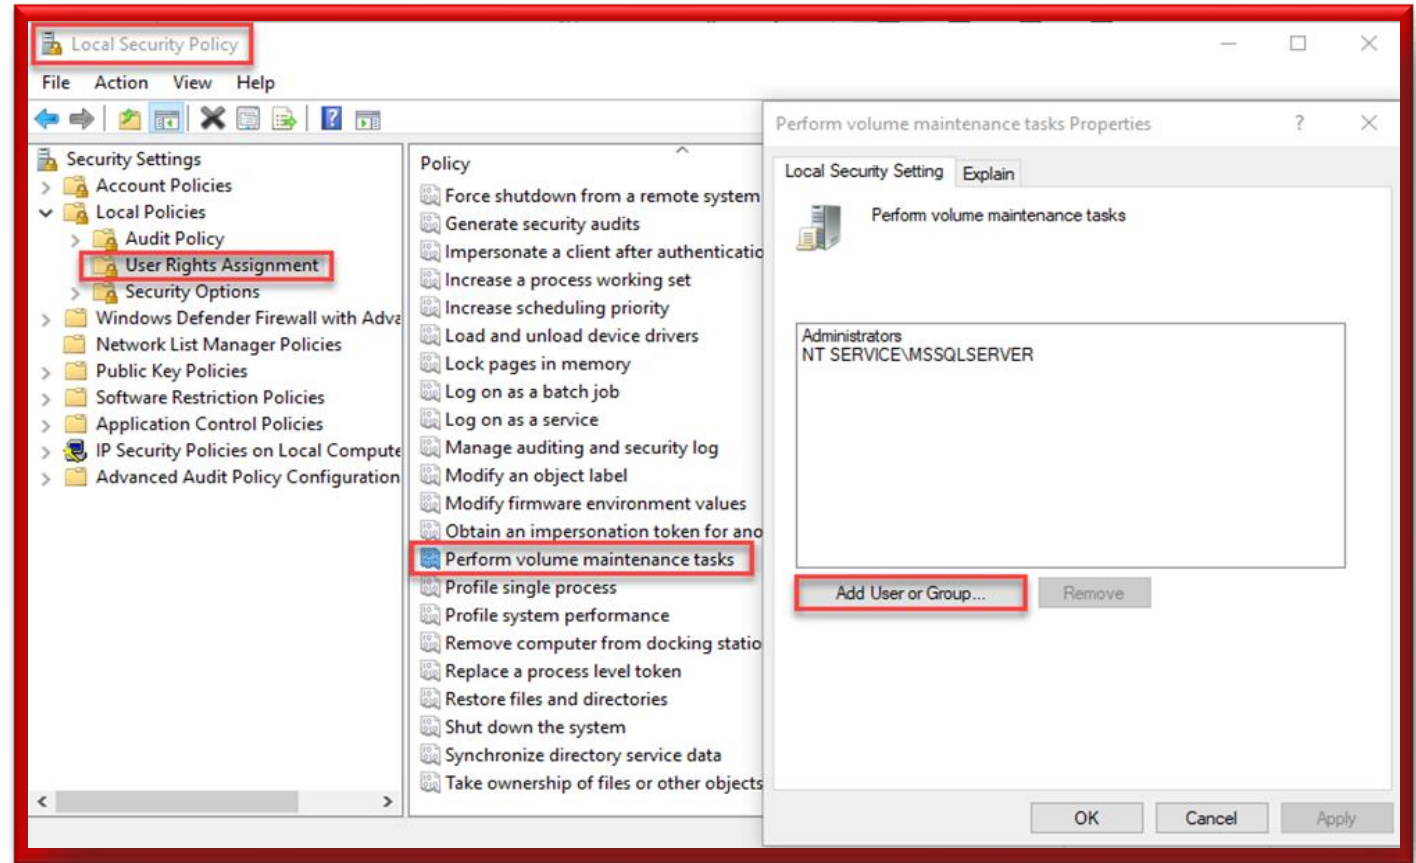 Local Security Policy
File Action View Help
Security Settings
Account Policies
Local Policies
Audit Policy
User Rights Assignment
Security Options
Windows Defender Firewall with Adva
Network List Manager Policies
Public Key Policies
Software Restriction Policies
Application Control Policies
IP Security Policies on Local Compute
Advanced Audit Policy Configuration
Policy
Force shutdown from a remote system
Generate security audits
Impersonate a client after authenticatio
Increase a process working set
Increase scheduling priority
Load and unload device drivers
Lock pages in memory
Log on as a batch job
Log on as a service
Manage auditing and security log
Modify an object label
Modify firmware environment values
Obtain an impersonation token for ano
Perform volume maintenance tasks
Profile single process
Profile system performance
Remove computer from docking statio
Replace a process level token
Restore files and directories
Shut down the system
Synchronize directory service data
Take ownership of files or other objects
Perform volume maintenance tasks Properties
Local Security Setting Explain
Perform volume maintenance tasks
Administrators
NT SERVICE\MSSQLSERVER
Add User or Group... Remove
OK Cancel Apply